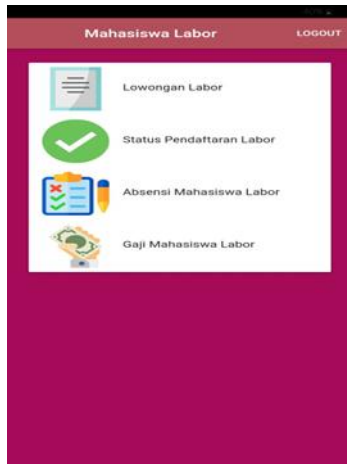 Mahasiswa Labor
LOGOUT
Lowongan Labor
Status Pendaftaran Labor
Absensi Mahasiswa Labor
Gaji Mahasiswa Labor